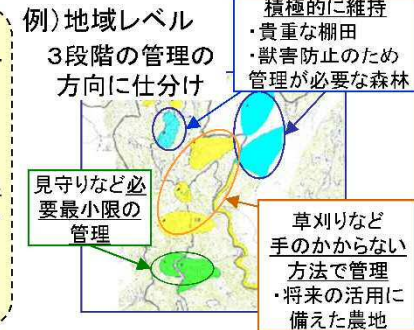 例)地域レベル
3段階の管理の
方向に仕分け
積極的に維持
・貴重な棚田
・獣害防止のため
管理が必要な森林
見守りなど必
要最小限の
管理
草刈りなど
手のかからない
方法で管理
・将来の活用に
備えた農地